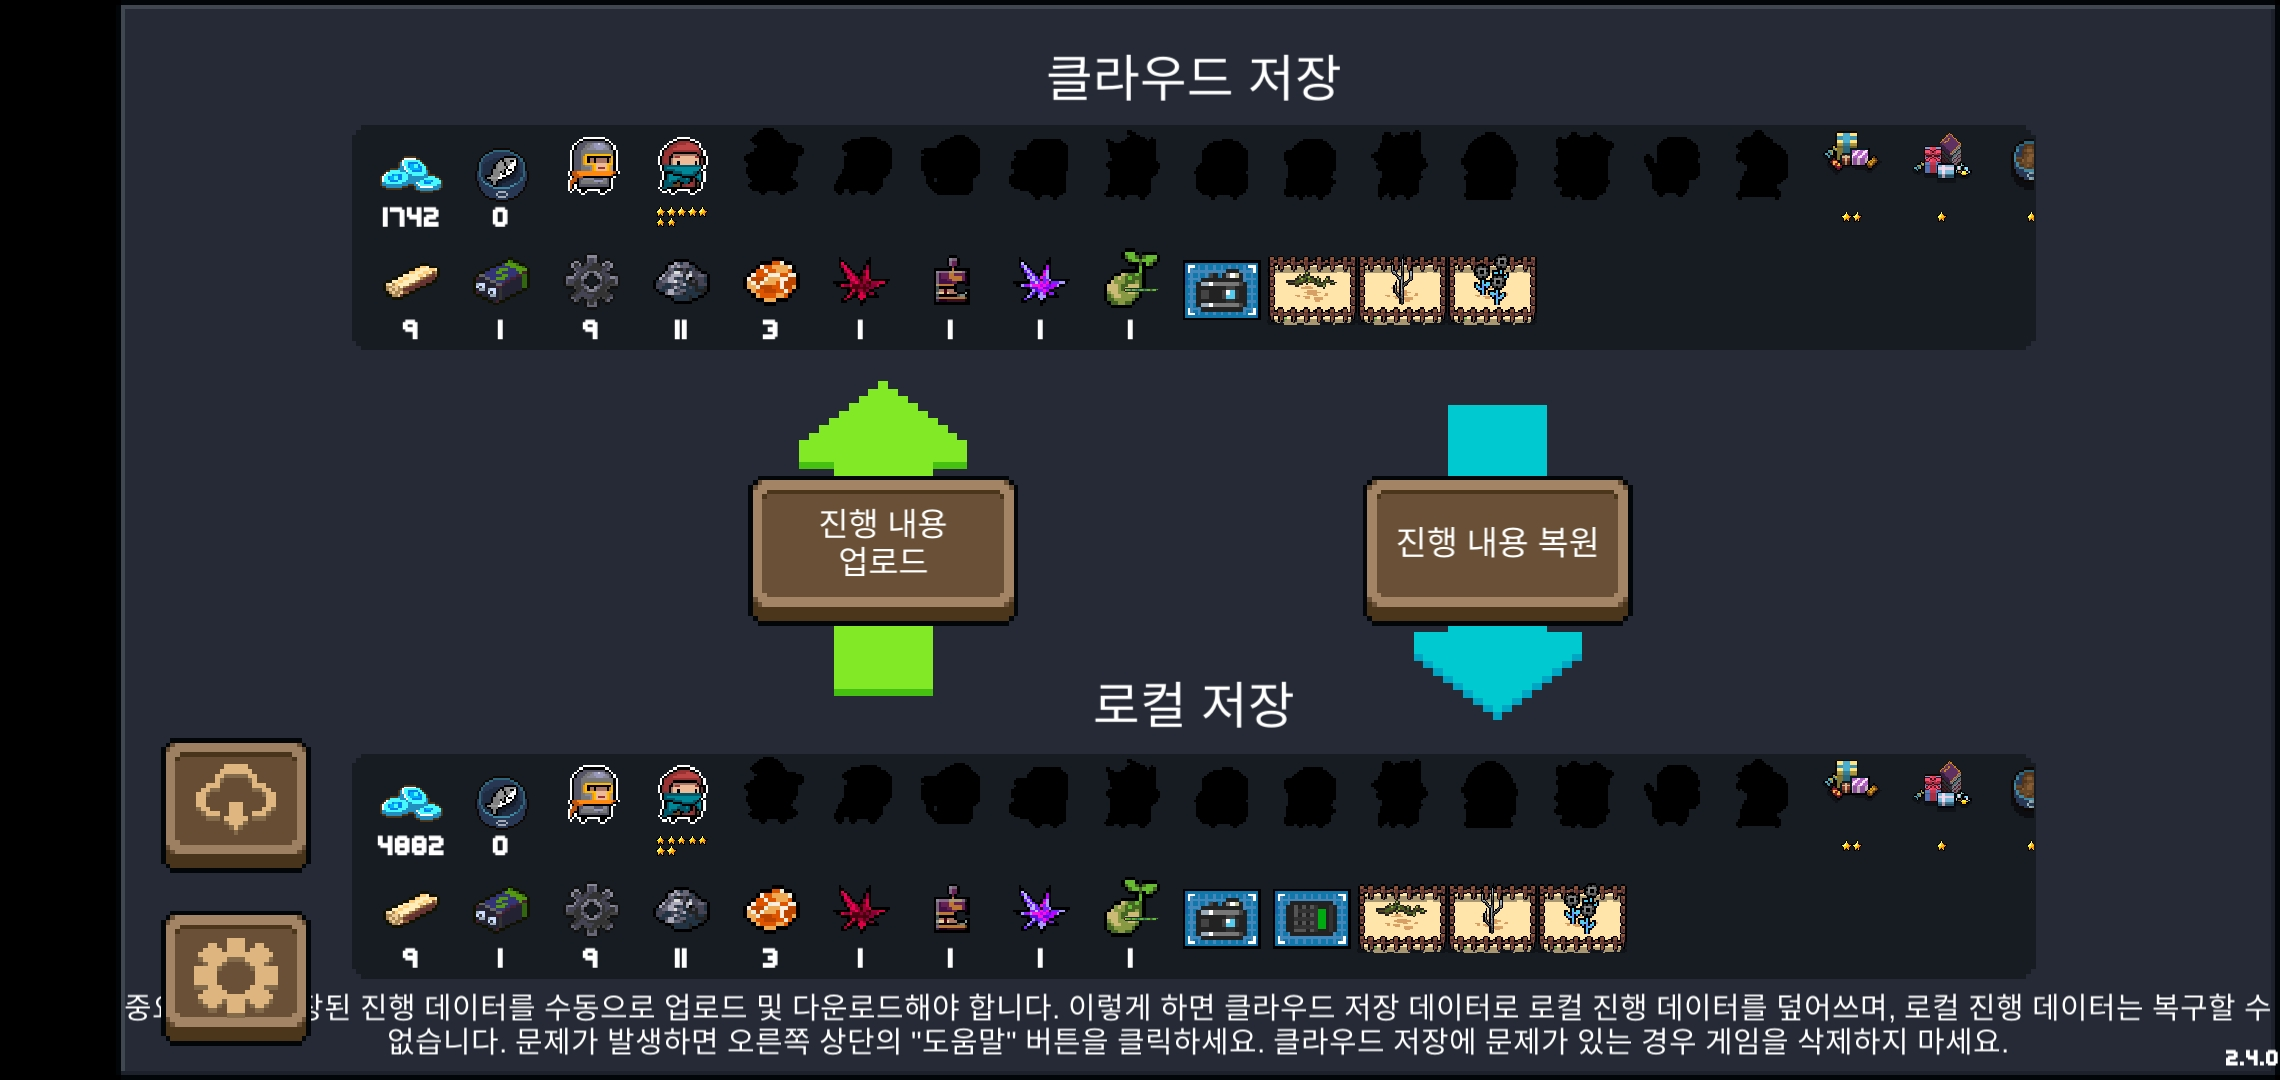 클라우드 저장
1742 0
9 1 9 11 3 1 1 1 1
진행 내용
업로드
진행 내용 복원
로컬 저장
4882 0
9 1 9 11 3 1 1 1 1
진행 데이터를 수동으로 업로드 및 다운로드해야 합니다. 이렇게 하면 클라우드 저장 데이터로 로컬 진행 데이터를 덮어쓰며, 로컬 진행 데이터는 복구할 수
없습니다. 문제가 발생하면 오른쪽 상단의 "도움말" 버튼을 클릭하세요. 클라우드 저장에 문제가 있는 경우 게임을 삭제하지 마세요.
2.4.0